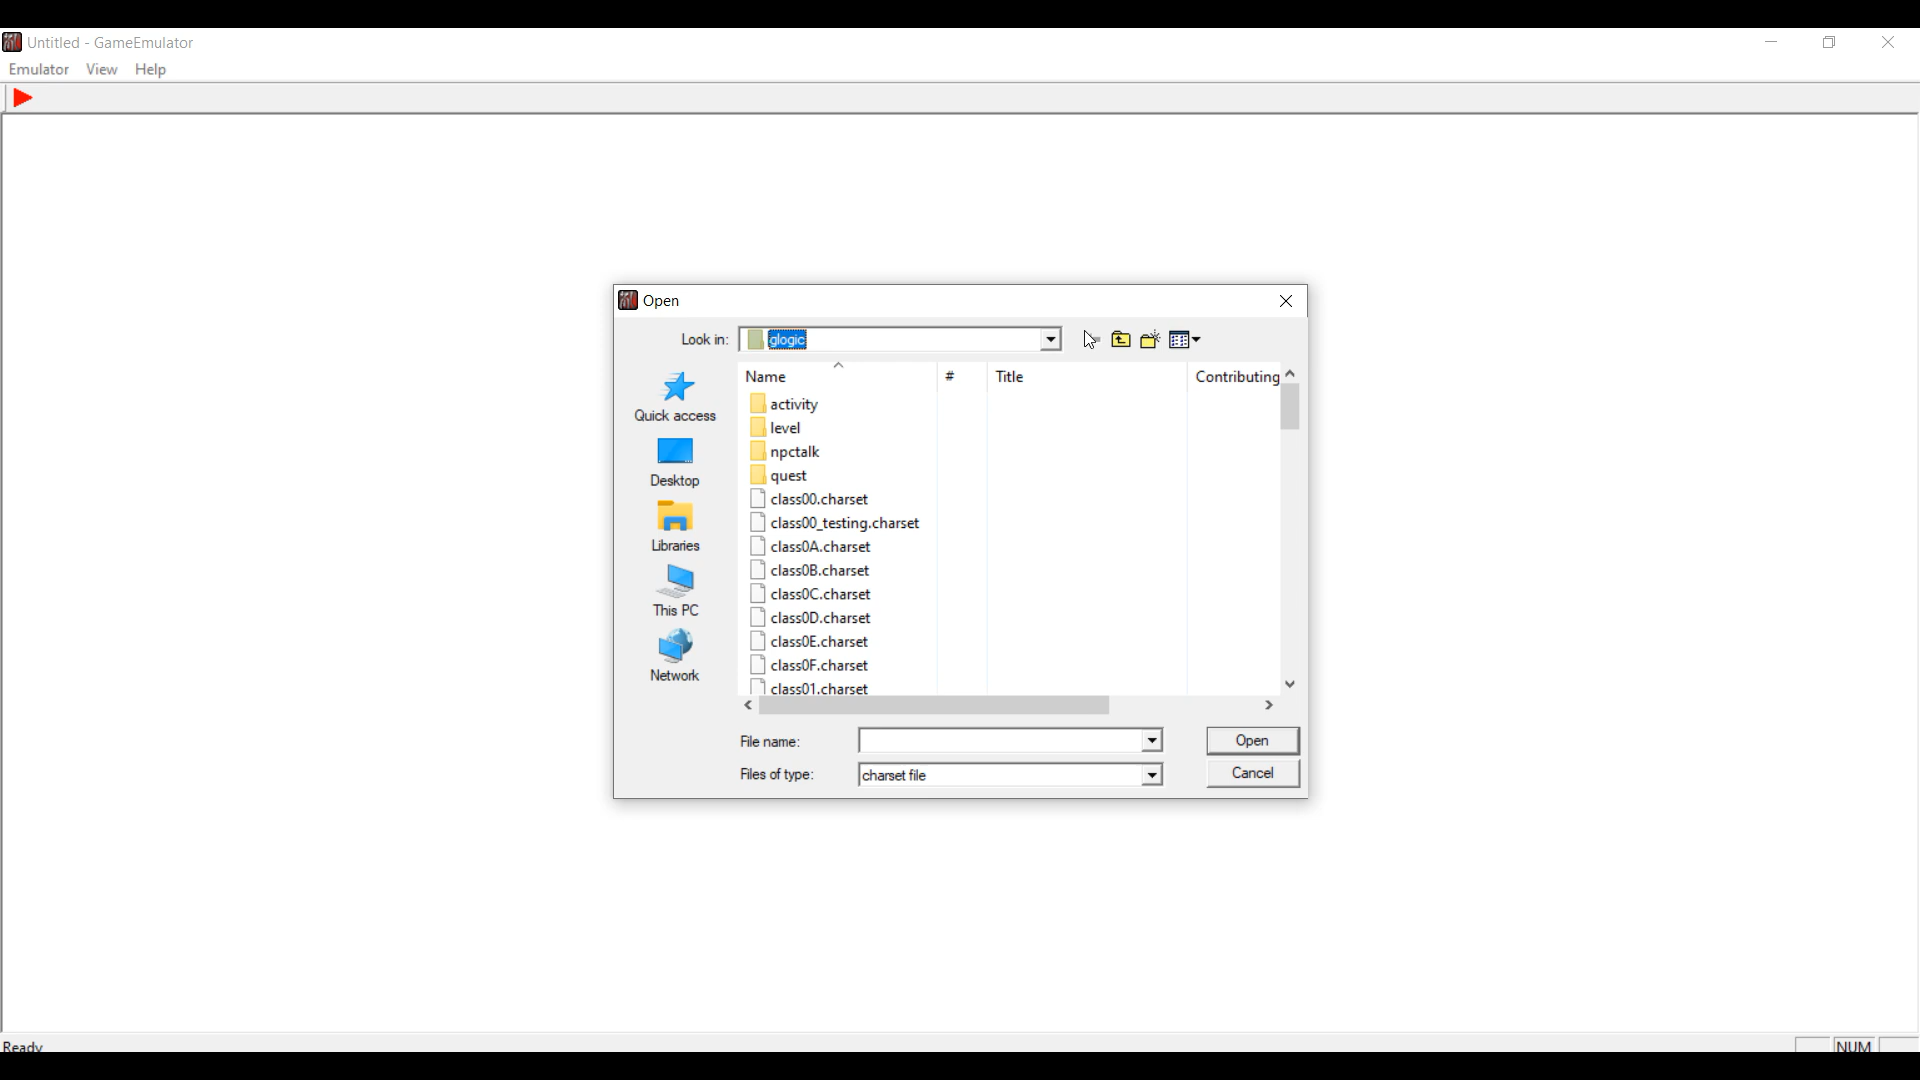 Untitled - GameEmulator
Emulator View Help
Open
Look in: glogic
Name # Title Contributing
activity
level
npctalk
quest
class00.charset
class00_testing.charset
class0A.charset
class0B.charset
class0C.charset
class0D.charset
class0E.charset
class0F.charset
class01.charset
Quick access
Desktop
Libraries
This PC
Network
File name: Open
Files of type: charset file Cancel
Ready NUM